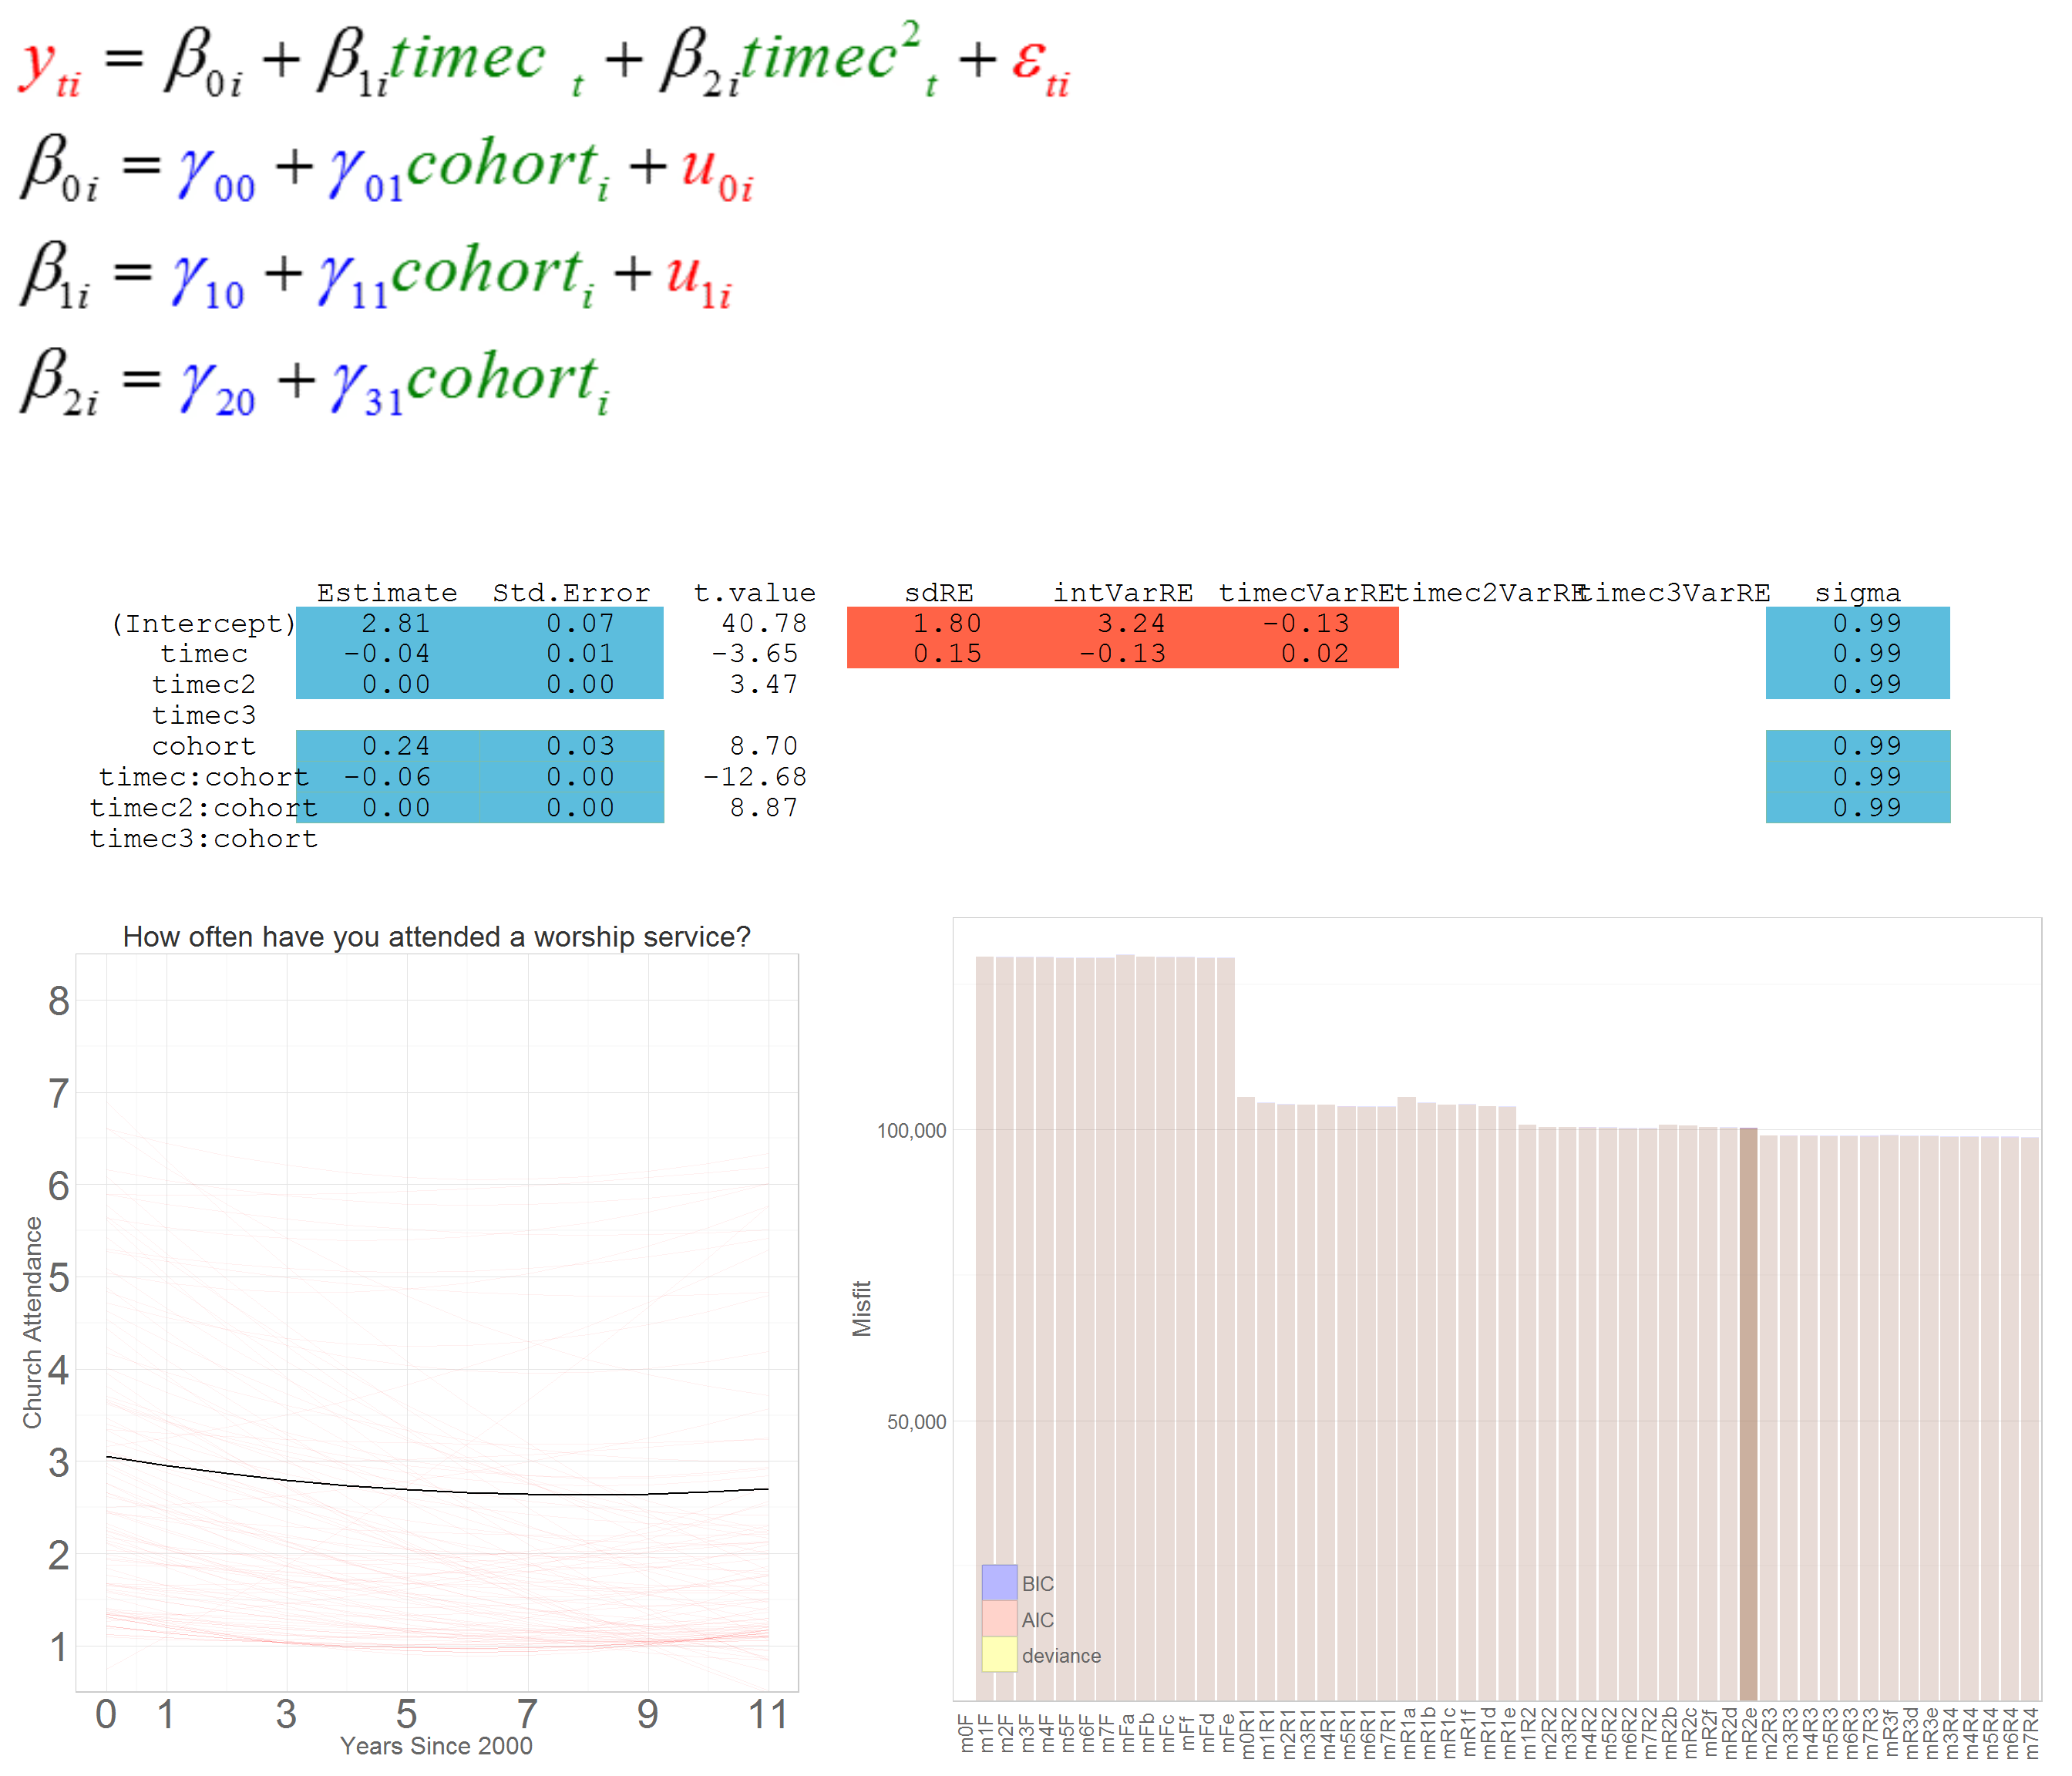 y_ti = β_0i + β_1i timec_t + β_2i timec²_t + ε_ti
β_0i = γ_00 + γ_01 cohort_i + u_0i
β_1i = γ_10 + γ_11 cohort_i + u_1i
β_2i = γ_20 + γ_31 cohort_i
Estimate Std.Error t.value sdRE intVarRE timecVarRE timec2VarRE timec3VarRE sigma
(Intercept) 2.81 0.07 40.78 1.80 3.24 -0.13 0.99
timec -0.04 0.01 -3.65 0.15 -0.13 0.02 0.99
timec2 0.00 0.00 3.47 0.99
timec3
cohort 0.24 0.03 8.70 0.99
timec:cohort -0.06 0.00 -12.68 0.99
timec2:cohort 0.00 0.00 8.87 0.99
timec3:cohort
How often have you attended a worship service?
Church Attendance
8
7
6
5
4
3
2
1
0 1 3 5 7 9 11
Years Since 2000
Misfit
100,000
50,000
BIC
AIC
deviance
m0F m1F m2F m3F m4F m5F m6F m7F mFa mFb mFc mFf mFd mFe m0R1 m1R1 m2R1 m3R1 m4R1 m5R1 m6R1 m7R1 mR1a mR1b mR1c mR1f mR1d mR1e m1R2 m2R2 m3R2 m4R2 m5R2 m6R2 m7R2 mR2b mR2c mR2f mR2d mR2e m2R3 m3R3 m4R3 m5R3 m6R3 m7R3 mR3f mR3d mR3e m3R4 m4R4 m5R4 m6R4 m7R4